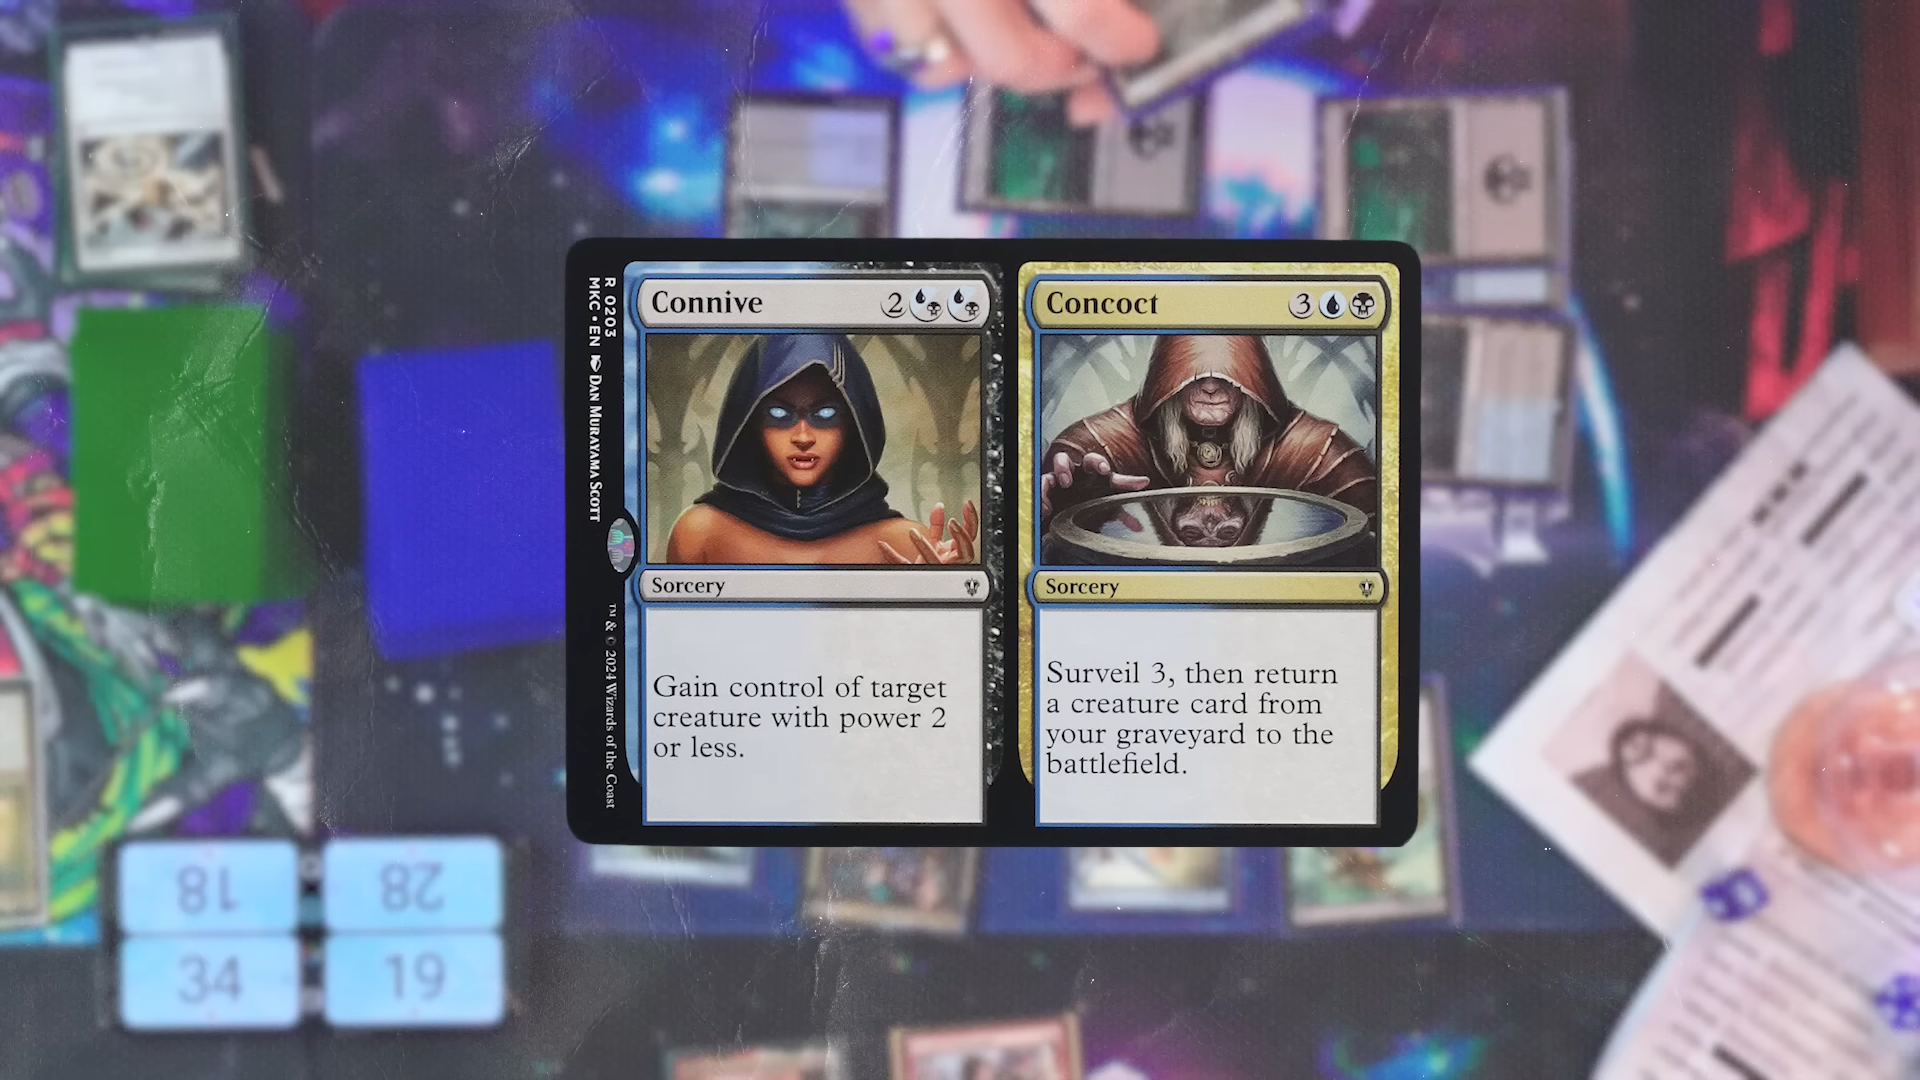 Connive
2
Sorcery
Gain control of target
creature with power 2
or less.
Concoct
3
Sorcery
Surveil 3, then return
a creature card from
your graveyard to the
battlefield.
R 0203
MKC • EN DAN MURAYAMA SCOTT
™ & © 2024 Wizards of the Coast
18
28
34
19